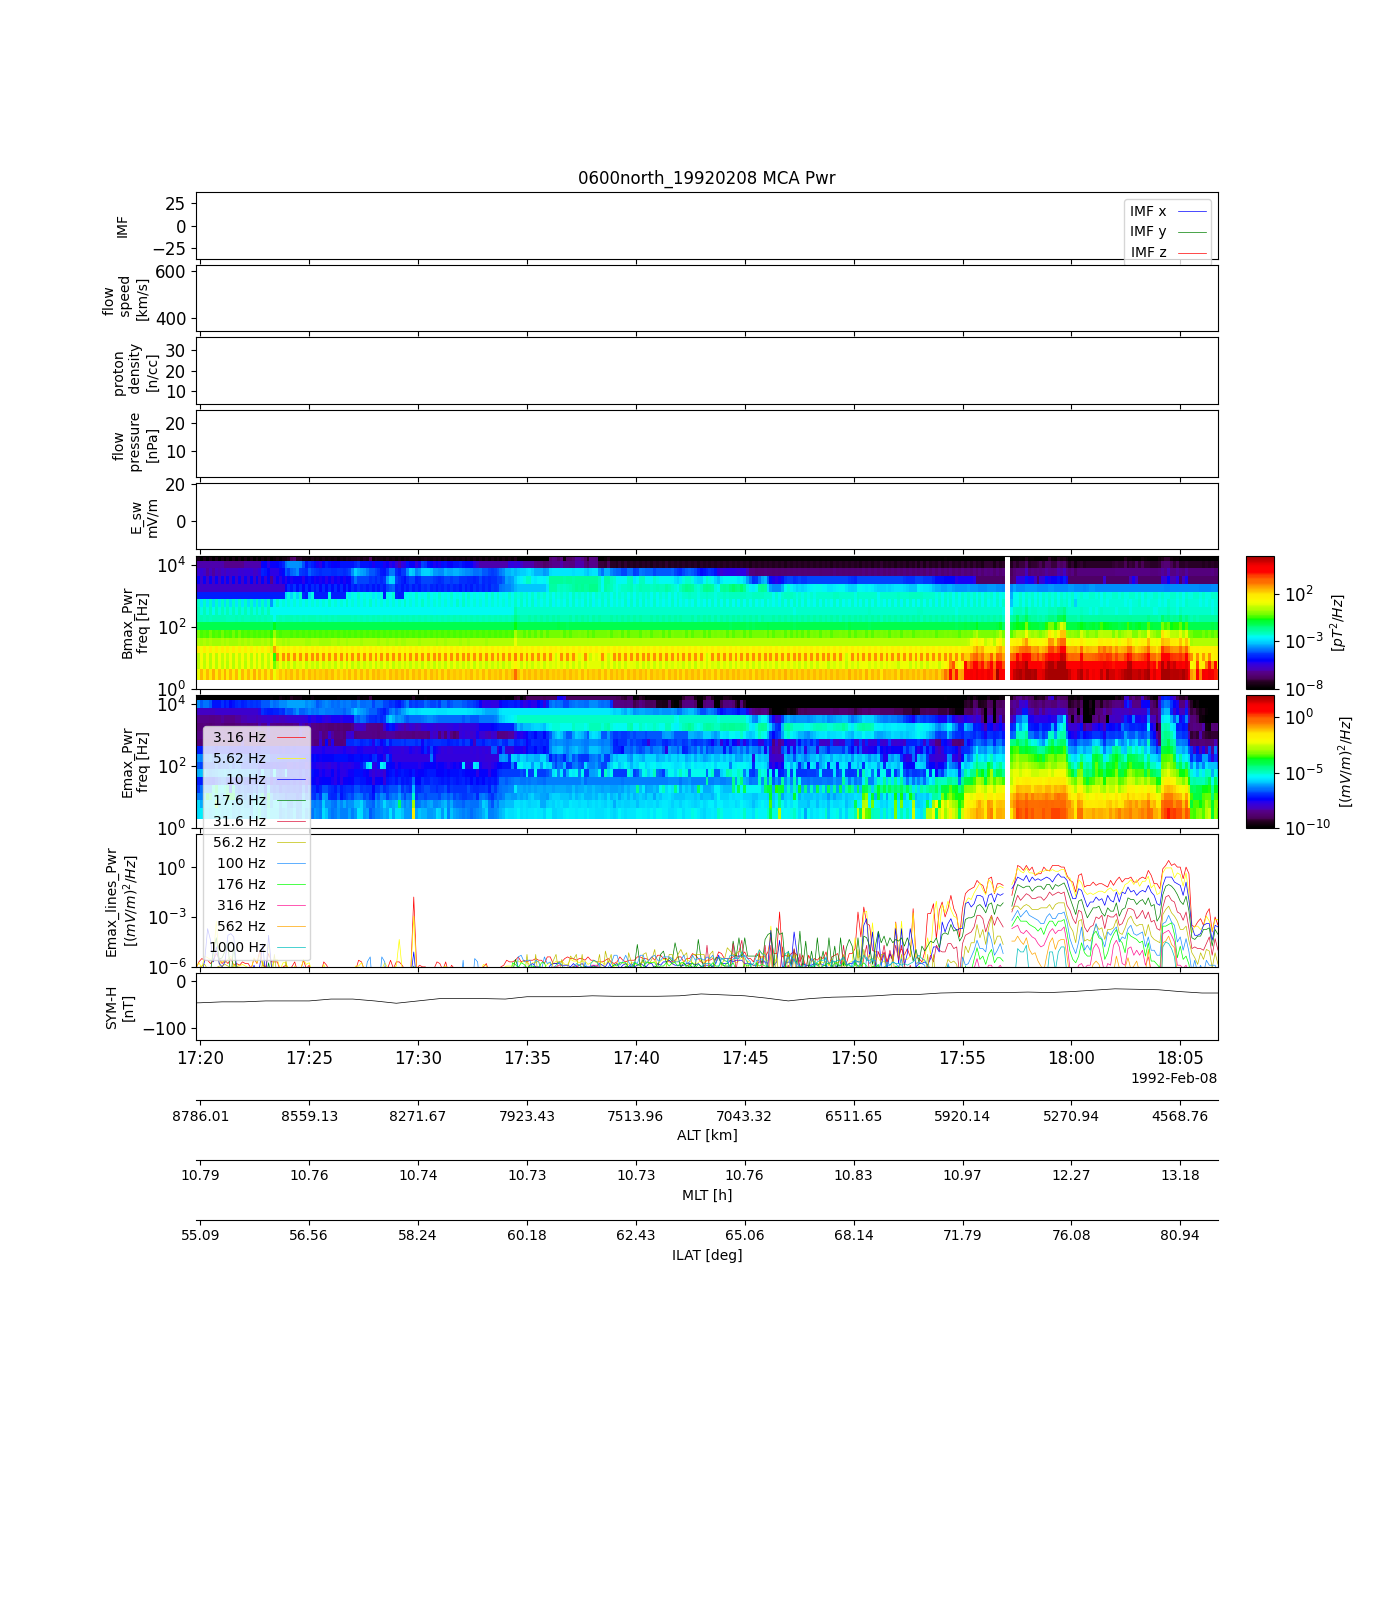 0600north_19920208 MCA Pwr
25
0
−25
IMF
IMF x
IMF y
IMF z
600
400
flow
speed
[km/s]
30
20
10
proton
density
[n/cc]
20
10
flow
pressure
[nPa]
20
0
E_sw
mV/m
10^4
10^2
10^0
Bmax_Pwr
freq [Hz]
10^2
10^−3
10^−8
[pT^2/Hz]
10^4
10^2
10^0
Emax_Pwr
freq [Hz]
10^0
10^−5
10^−10
[(mV/m)^2/Hz]
3.16 Hz
5.62 Hz
10 Hz
17.6 Hz
31.6 Hz
56.2 Hz
100 Hz
176 Hz
316 Hz
562 Hz
1000 Hz
10^0
10^−3
10^−6
Emax_lines_Pwr
[(mV/m)^2/Hz]
0
−100
SYM-H
[nT]
17:20 17:25 17:30 17:35 17:40 17:45 17:50 17:55 18:00 18:05
1992-Feb-08
8786.01 8559.13 8271.67 7923.43 7513.96 7043.32 6511.65 5920.14 5270.94 4568.76
ALT [km]
10.79 10.76 10.74 10.73 10.73 10.76 10.83 10.97 12.27 13.18
MLT [h]
55.09 56.56 58.24 60.18 62.43 65.06 68.14 71.79 76.08 80.94
ILAT [deg]